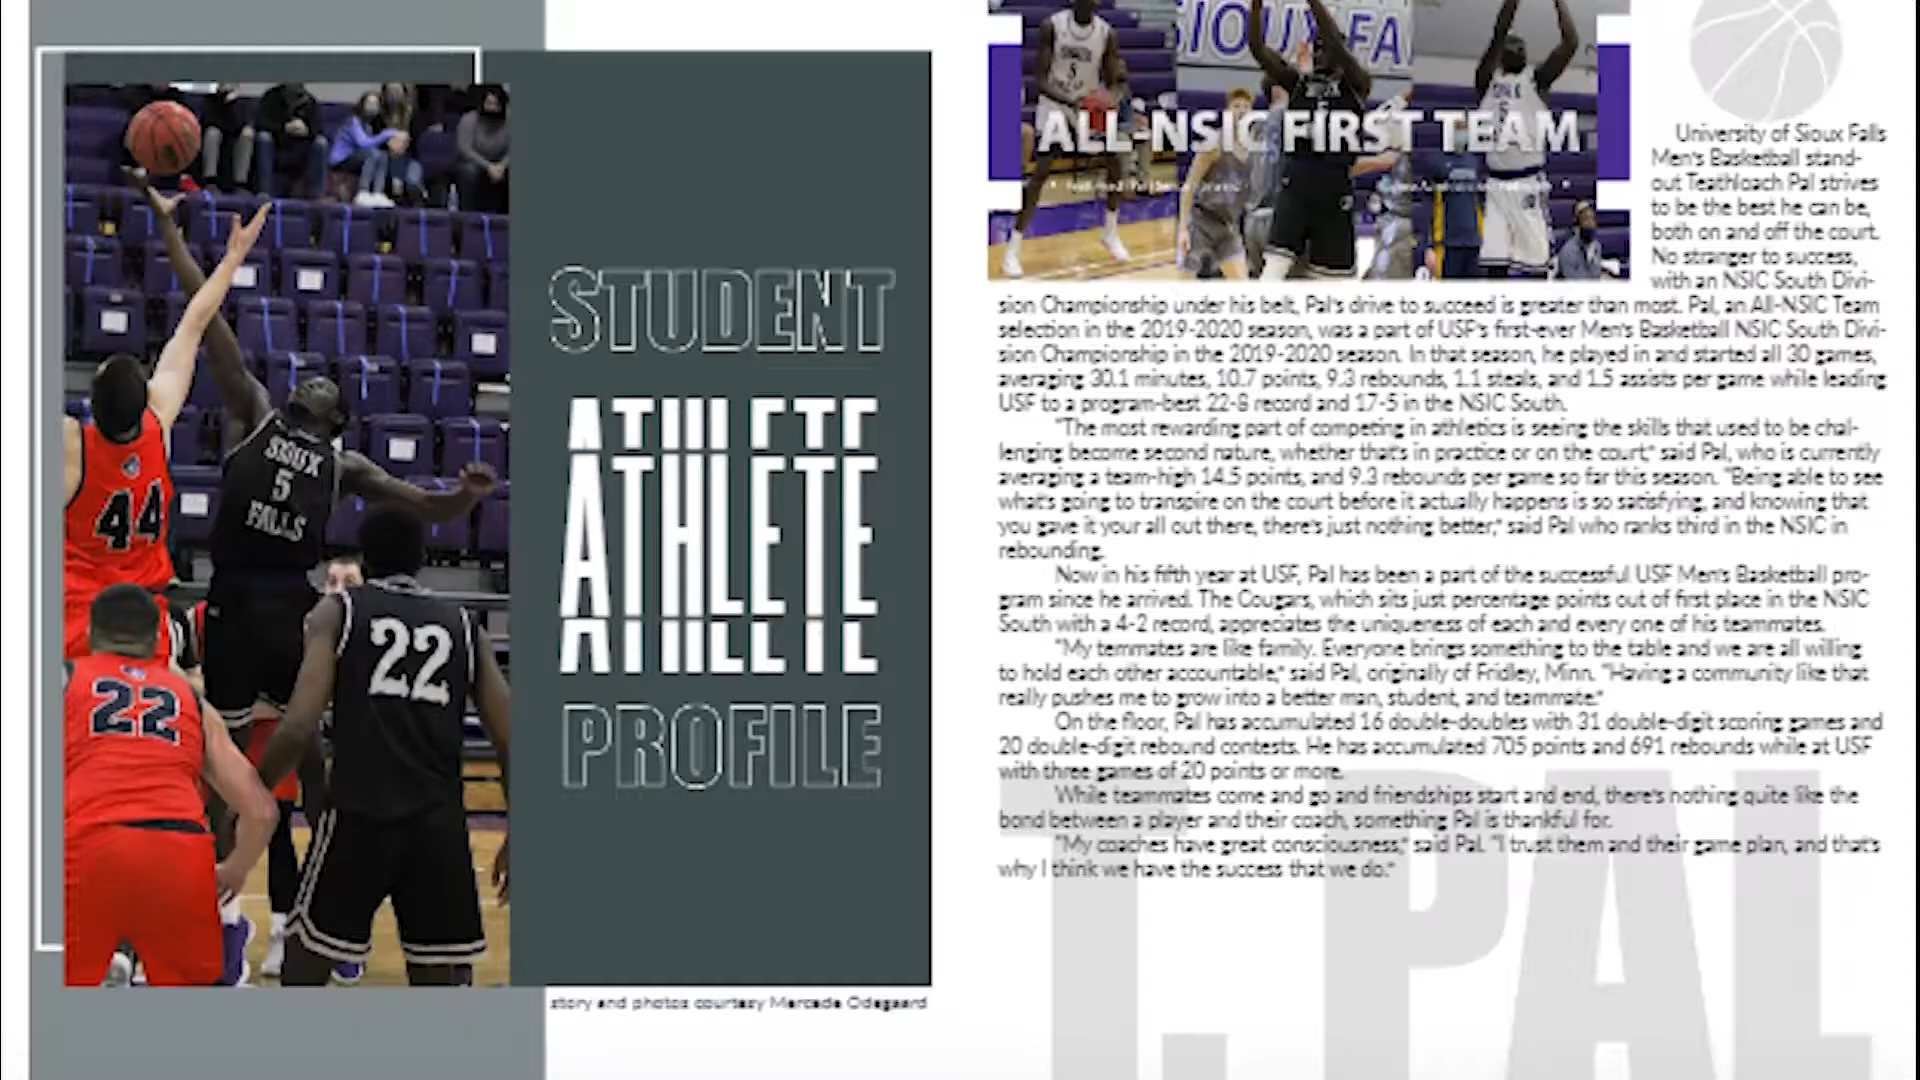 SIOUX
5
FALLS
44
22
22
STUDENT
ATHLETE
ATHLETE
ATHLETE
PROFILE
story and photos courtesy Mercede Odegaard
SIOUX FA
ALL-NSIC FIRST TEAM
University of Sioux Falls
Men's Basketball stand-
out Teathloach Pal strives
to be the best he can be,
both on and off the court.
No stranger to success,
with an NSIC South Divi-
sion Championship under his belt, Pal's drive to succeed is greater than most. Pal, an All-NSIC Team
selection in the 2019-2020 season, was a part of USF's first-ever Men's Basketball NSIC South Divi-
sion Championship in the 2019-2020 season. In that season, he played in and started all 30 games,
averaging 30.1 minutes, 10.7 points, 9.3 rebounds, 1.1 steals, and 1.5 assists per game while leading
USF to a program-best 22-8 record and 17-5 in the NSIC South.
"The most rewarding part of competing in athletics is seeing the skills that used to be chal-
lenging become second nature, whether that's in practice or on the court," said Pal, who is currently
averaging a team-high 14.5 points, and 9.3 rebounds per game so far this season. "Being able to see
what's going to transpire on the court before it actually happens is so satisfying, and knowing that
you gave it your all out there, there's just nothing better," said Pal who ranks third in the NSIC in
rebounding.
Now in his fifth year at USF, Pal has been a part of the successful USF Men's Basketball pro-
gram since he arrived. The Cougars, which sits just percentage points out of first place in the NSIC
South with a 4-2 record, appreciates the uniqueness of each and every one of his teammates.
"My temmates are like family. Everyone brings something to the table and we are all willing
to hold each other accountable," said Pal, originally of Fridley, Minn. "Having a community like that
really pushes me to grow into a better man, student, and teammate."
On the floor, Pal has accumulated 16 double-doubles with 31 double-digit scoring games and
20 double-digit rebound contests. He has accumulated 705 points and 691 rebounds while at USF
with three games of 20 points or more.
While teammates come and go and friendships start and end, there's nothing quite like the
bond between a player and their coach, something Pal is thankful for.
"My coaches have great consciousness," said Pal. "I trust them and their game plan, and that's
why I think we have the success that we do."
T. PAL